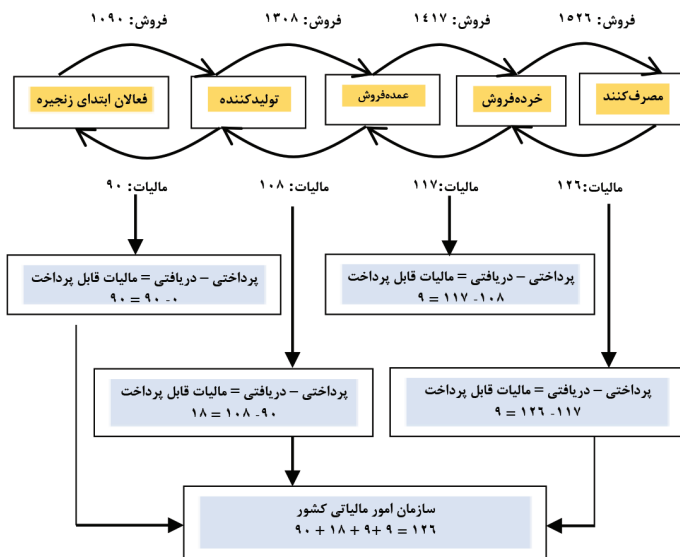 فروش: ۱۵۲۶
فروش: ۱۴۱۷
فروش: ۱۳۰۸
فروش: ۱۰۹۰
مصرف‌کنند
خرده‌فروش
عمده‌فروش
تولیدکننده
فعالان ابتدای زنجیره
مالیات:۱۲۶
مالیات:۱۱۷
مالیات: ۱۰۸
مالیات: ۹۰
پرداختی – دریافتی = مالیات قابل پرداخت
۹ = ۱۱۷ -۱۰۸
پرداختی – دریافتی = مالیات قابل پرداخت
۹۰ = ۹۰ -۰
پرداختی – دریافتی = مالیات قابل پرداخت
۹ = ۱۲۶ -۱۱۷
پرداختی – دریافتی = مالیات قابل پرداخت
۱۸ = ۱۰۸ -۹۰
سازمان امور مالیاتی کشور
۹۰ + ۱۸ + ۹+ ۹ = ۱۲۶